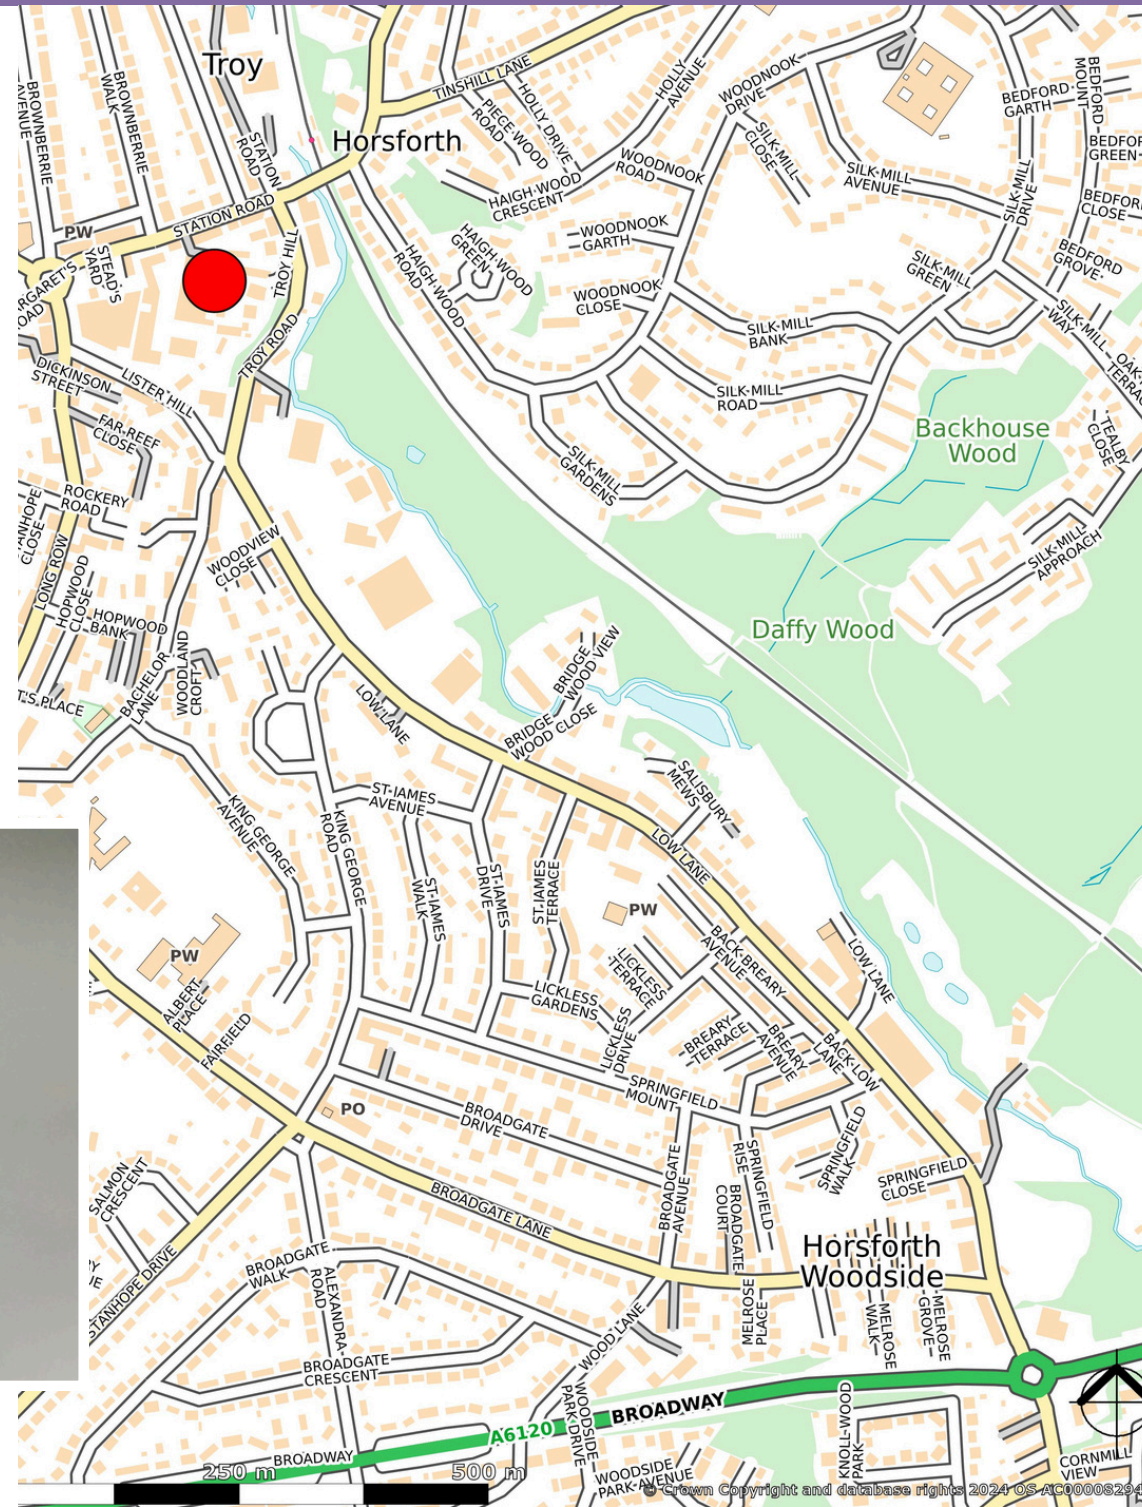 Troy
Horsforth
BROWNBERRIE
AVENUE
BROWNBERRIE
WALK
STATION
ROAD
TINSHILL LANE
PIECE-WOOD
ROAD
HOLLY DRIVE
HOLLY
AVENUE
WOODNOOK
DRIVE
SILK-MILL
CLOSE
BEDFORD
GARTH
BEDFORD
MOUNT
GREEN
BEDFORD
CLOSE
BEDFORD
GROVE
SILK-MILL
AVENUE
SILK-MILL
DRIVE
WOODNOOK
ROAD
HAIGH-WOOD
CRESCENT
WOODNOOK
GARTH
HAIGH-WOOD
GREEN
HAIGH-WOOD
ROAD
WOODNOOK
CLOSE
SILK-MILL
GREEN
SILK-MILL
WAY
SILK-MILL
BANK
SILK-MILL
ROAD
SILK-MILL
GARDENS
STATION ROAD
PW
STEAD'S
YARD
TROY HILL
TROY ROAD
DICKINSON
STREET
LISTER HILL
FAR-REEF
CLOSE
ROCKERY
ROAD
CLOSE
LONG ROW
HOPWOOD
CLOSE
HOPWOOD
BANK
WOODVIEW
CLOSE
BACHELOR
LANE
WOODLAND
CROFT
T'S PLACE
Backhouse
Wood
TEALBY
CLOSE
SILK-MILL
APPROACH
Daffy Wood
BRIDGE
WOOD VIEW
BRIDGE
WOOD CLOSE
LOW LANE
SALISBURY
MEWS
ST-JAMES
AVENUE
KING GEORGE
AVENUE
KING GEORGE
ROAD
ST-JAMES
WALK
ST-JAMES
DRIVE
ST-JAMES
TERRACE
LOW LANE
PW
BACK-BREARY
AVENUE
LICKLESS
TERRACE
LOW LANE
LICKLESS
GARDENS
LICKLESS
DRIVE
BREARY
TERRACE
BREARY
AVENUE
BACK-LOW
LANE
PW
ALBERT
PLACE
FAIRFIELD
PO
SPRINGFIELD
MOUNT
BROADGATE
DRIVE
SPRINGFIELD
WALK
SPRINGFIELD
CLOSE
SPRINGFIELD
RISE
BROADGATE
AVENUE
BROADGATE
COURT
SALMON
CRESCENT
BROADGATE LANE
Horsforth
Woodside
STANHOPE DRIVE
BROADGATE
WALK
ALEXANDRA
ROAD
MELROSE
PLACE
MELROSE
WALK
MELROSE
GROVE
WOOD LANE
BROADGATE
CRESCENT
WOODSIDE
PARK-DRIVE
BROADWAY
A6120
BROADWAY
KNOLL-WOOD
PARK
WOODSIDE
PARK-AVENUE
CORNMILL
VIEW
250 m
500 m
© Crown Copyright and database rights 2024 OS AC00008294